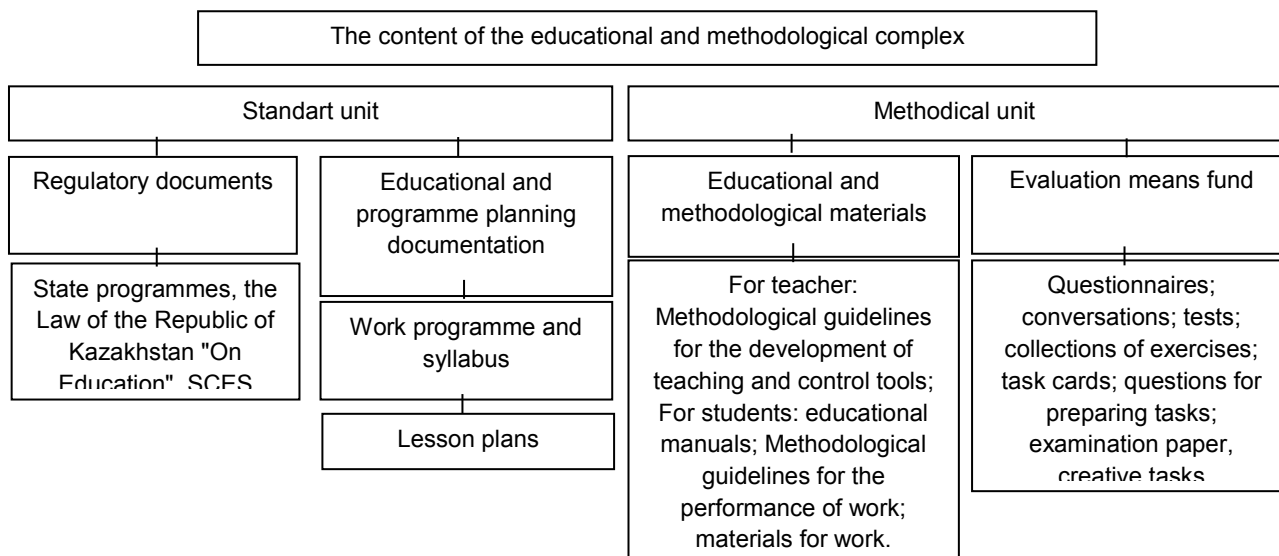 The content of the educational and methodological complex
Standart unit
Methodical unit
Regulatory documents
Educational and
programme planning
documentation
Educational and
methodological materials
Evaluation means fund
State programmes, the
Law of the Republic of
Kazakhstan "On
Education", SCES
Work programme and
syllabus
Lesson plans
For teacher:
Methodological guidelines
for the development of
teaching and control tools;
For students: educational
manuals; Methodological
guidelines for the
performance of work;
materials for work.
Questionnaires;
conversations; tests;
collections of exercises;
task cards; questions for
preparing tasks;
examination paper,
creative tasks